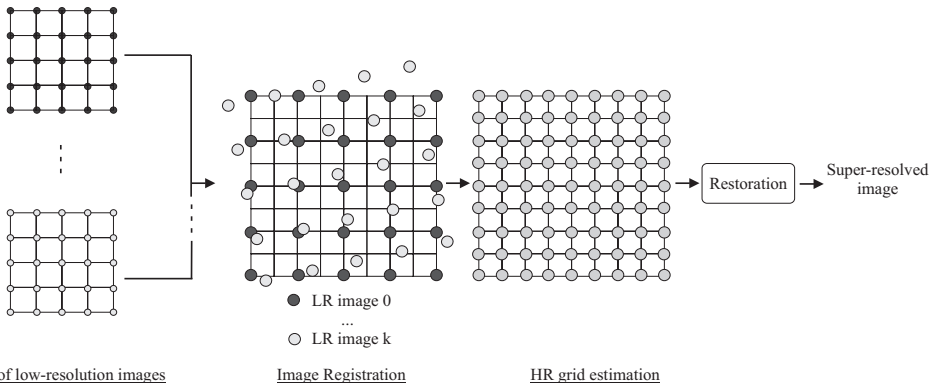 Restoration
Super-resolved
image
LR image 0
...
LR image k
of low-resolution images
Image Registration
HR grid estimation